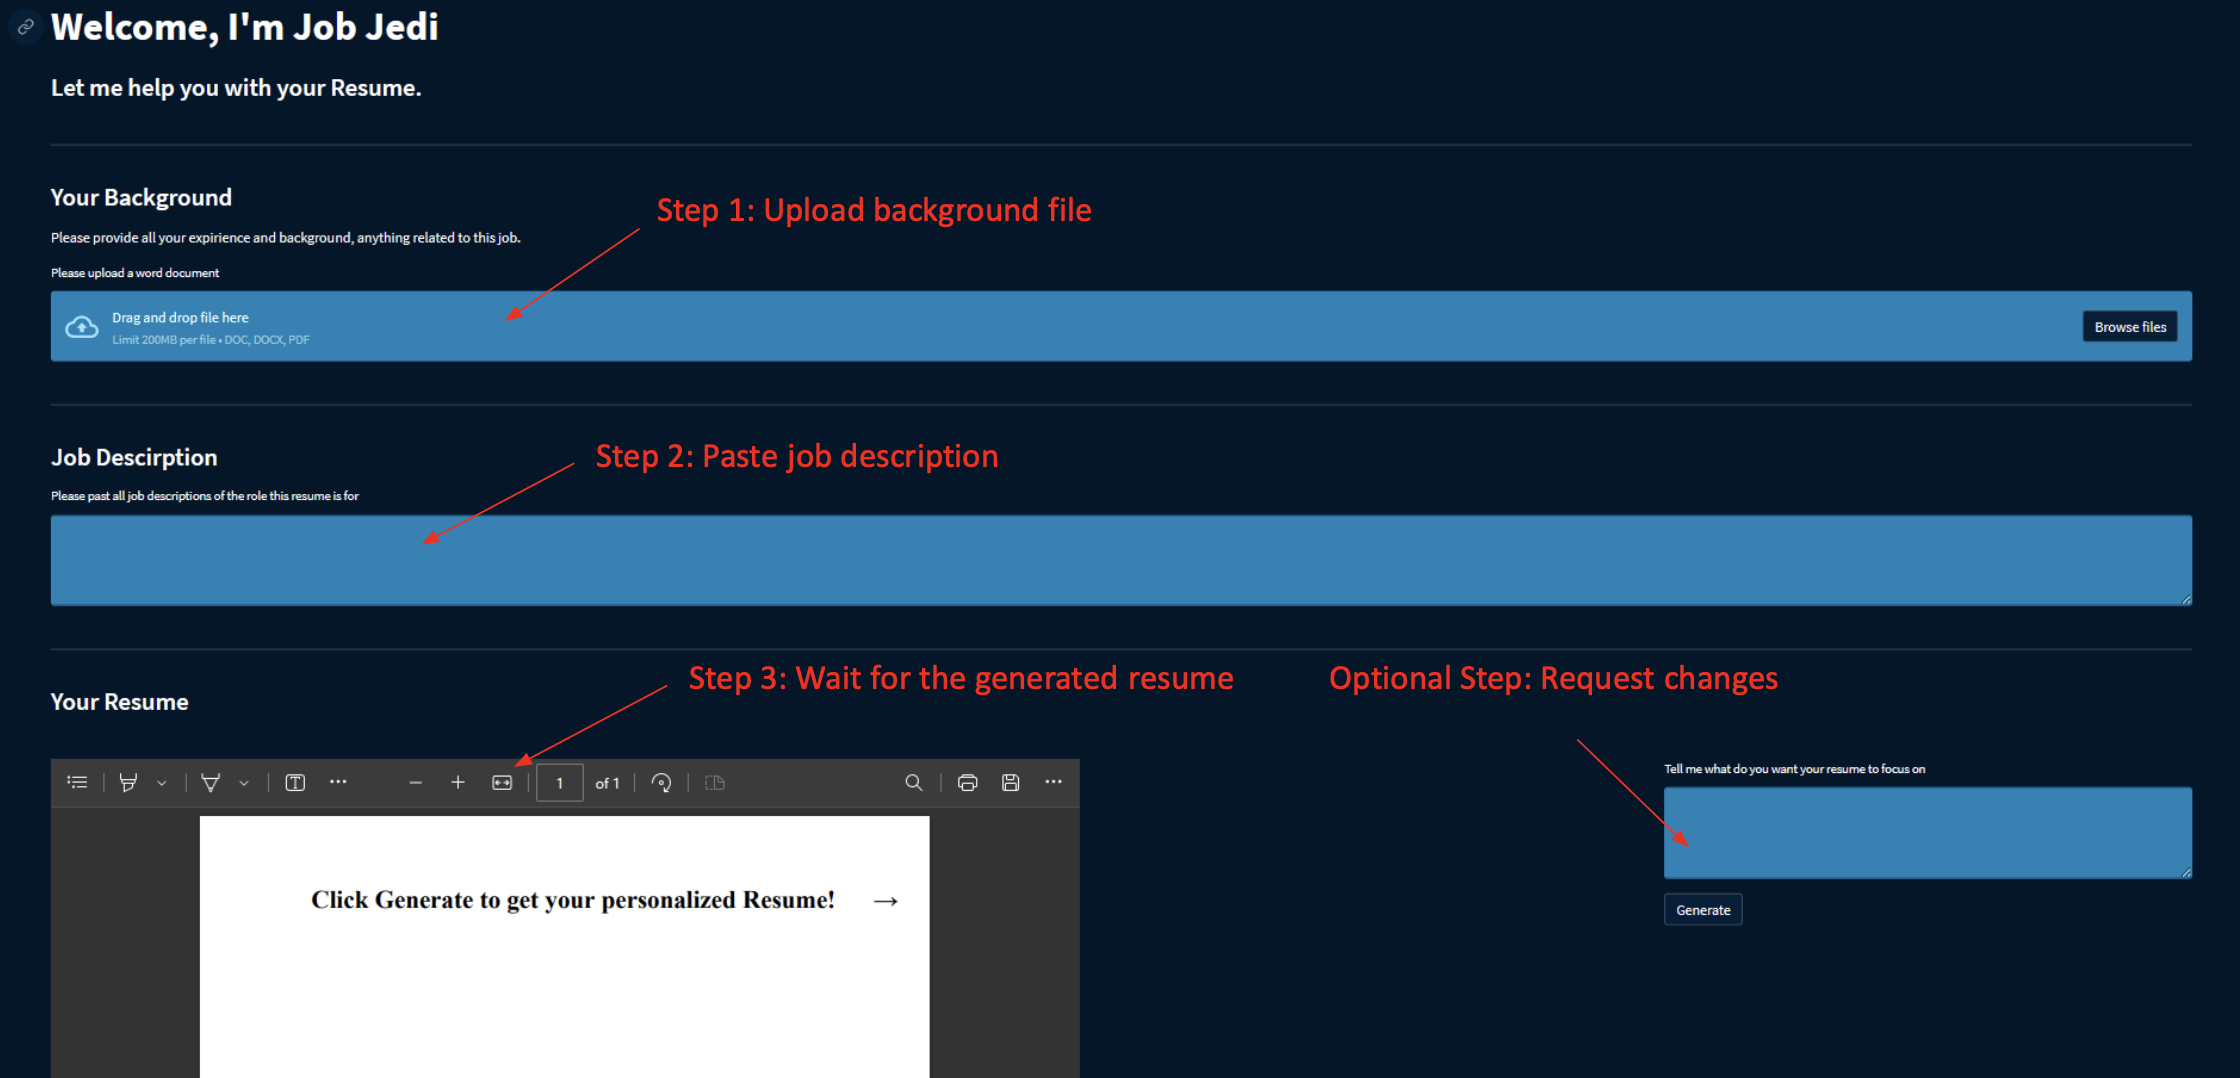 Welcome, I'm Job Jedi
Let me help you with your Resume.
Your Background
Step 1: Upload background file
Please provide all your expirience and background, anything related to this job.
Please upload a word document
Drag and drop file here
Limit 200MB per file • DOC, DOCX, PDF
Browse files
Job Descirption
Step 2: Paste job description
Please past all job descriptions of the role this resume is for
Step 3: Wait for the generated resume
Optional Step: Request changes
Your Resume
1 of 1
Tell me what do you want your resume to focus on
Click Generate to get your personalized Resume! →
Generate